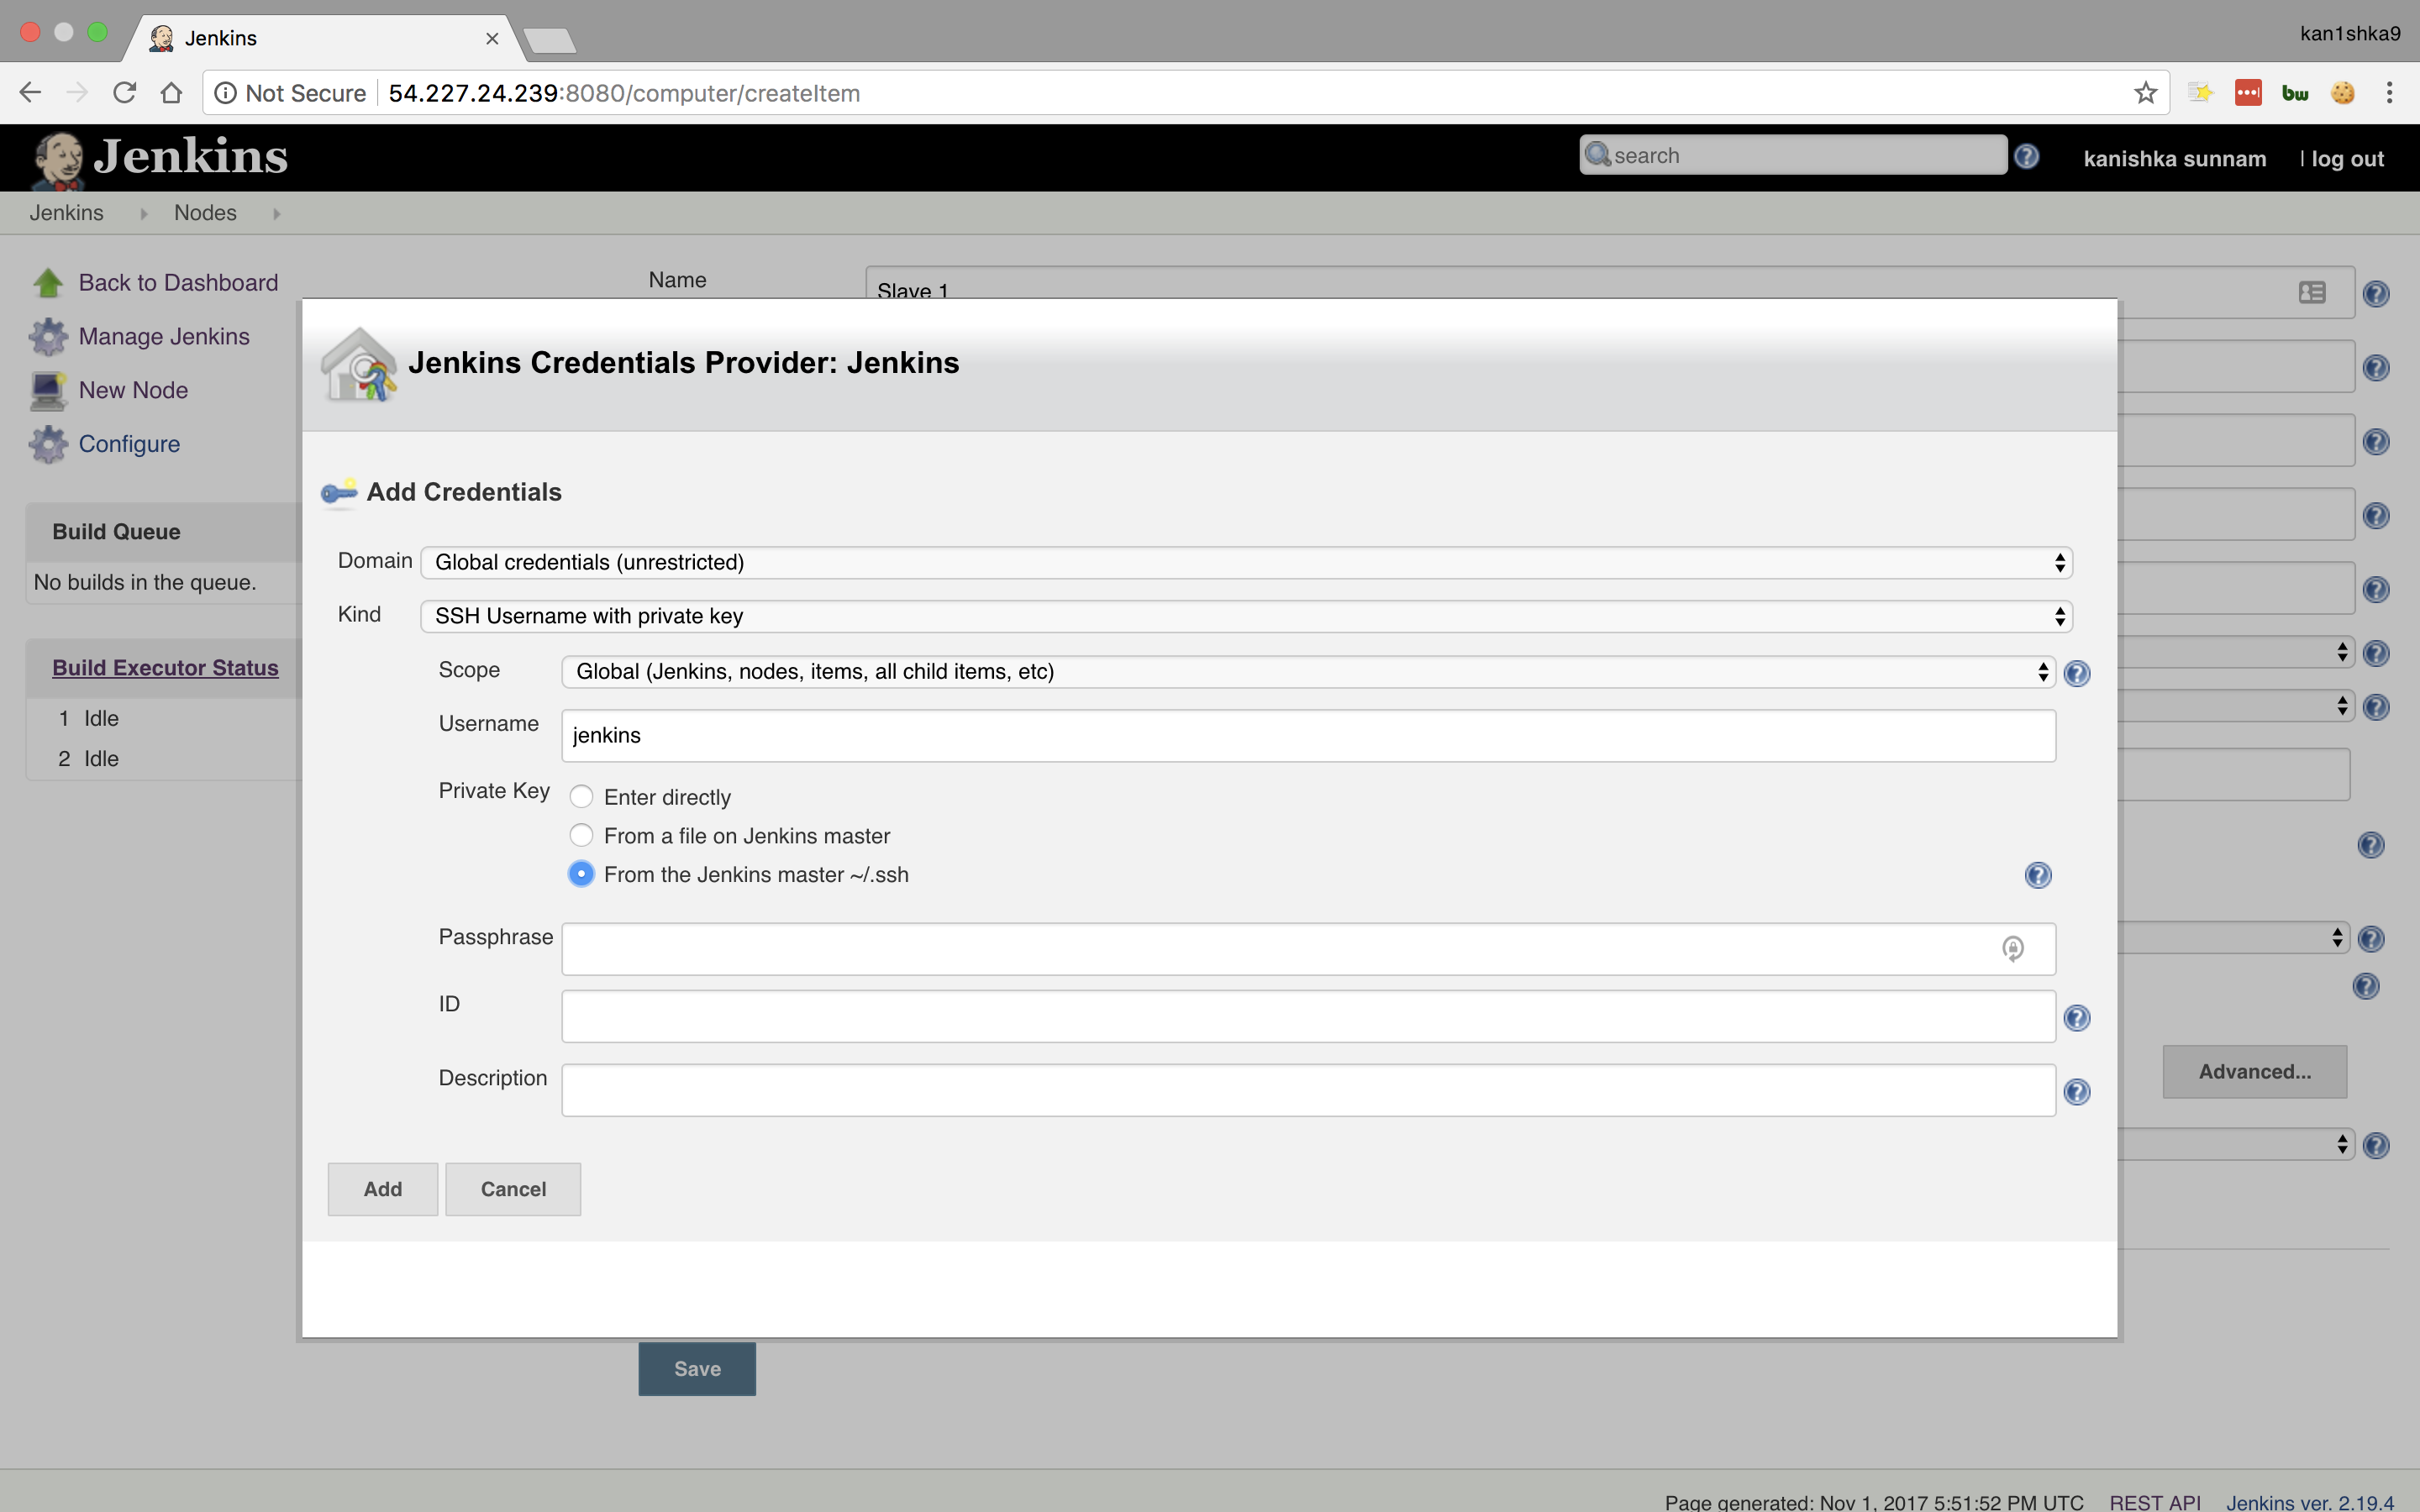 Jenkins
kan1shka9
Not Secure 54.227.24.239:8080/computer/createItem
bw
Jenkins
search
kanishka sunnam | log out
Jenkins Nodes
Back to Dashboard
Manage Jenkins
New Node
Configure
Build Queue
No builds in the queue.
Build Executor Status
1 Idle
2 Idle
Name Slave 1
Jenkins Credentials Provider: Jenkins
Add Credentials
Domain Global credentials (unrestricted)
Kind SSH Username with private key
Scope Global (Jenkins, nodes, items, all child items, etc)
Username jenkins
Private Key Enter directly
From a file on Jenkins master
From the Jenkins master ~/.ssh
Passphrase
ID
Description
Add Cancel
Advanced...
Save
Page generated: Nov 1, 2017 5:51:52 PM UTC REST API Jenkins ver. 2.19.4